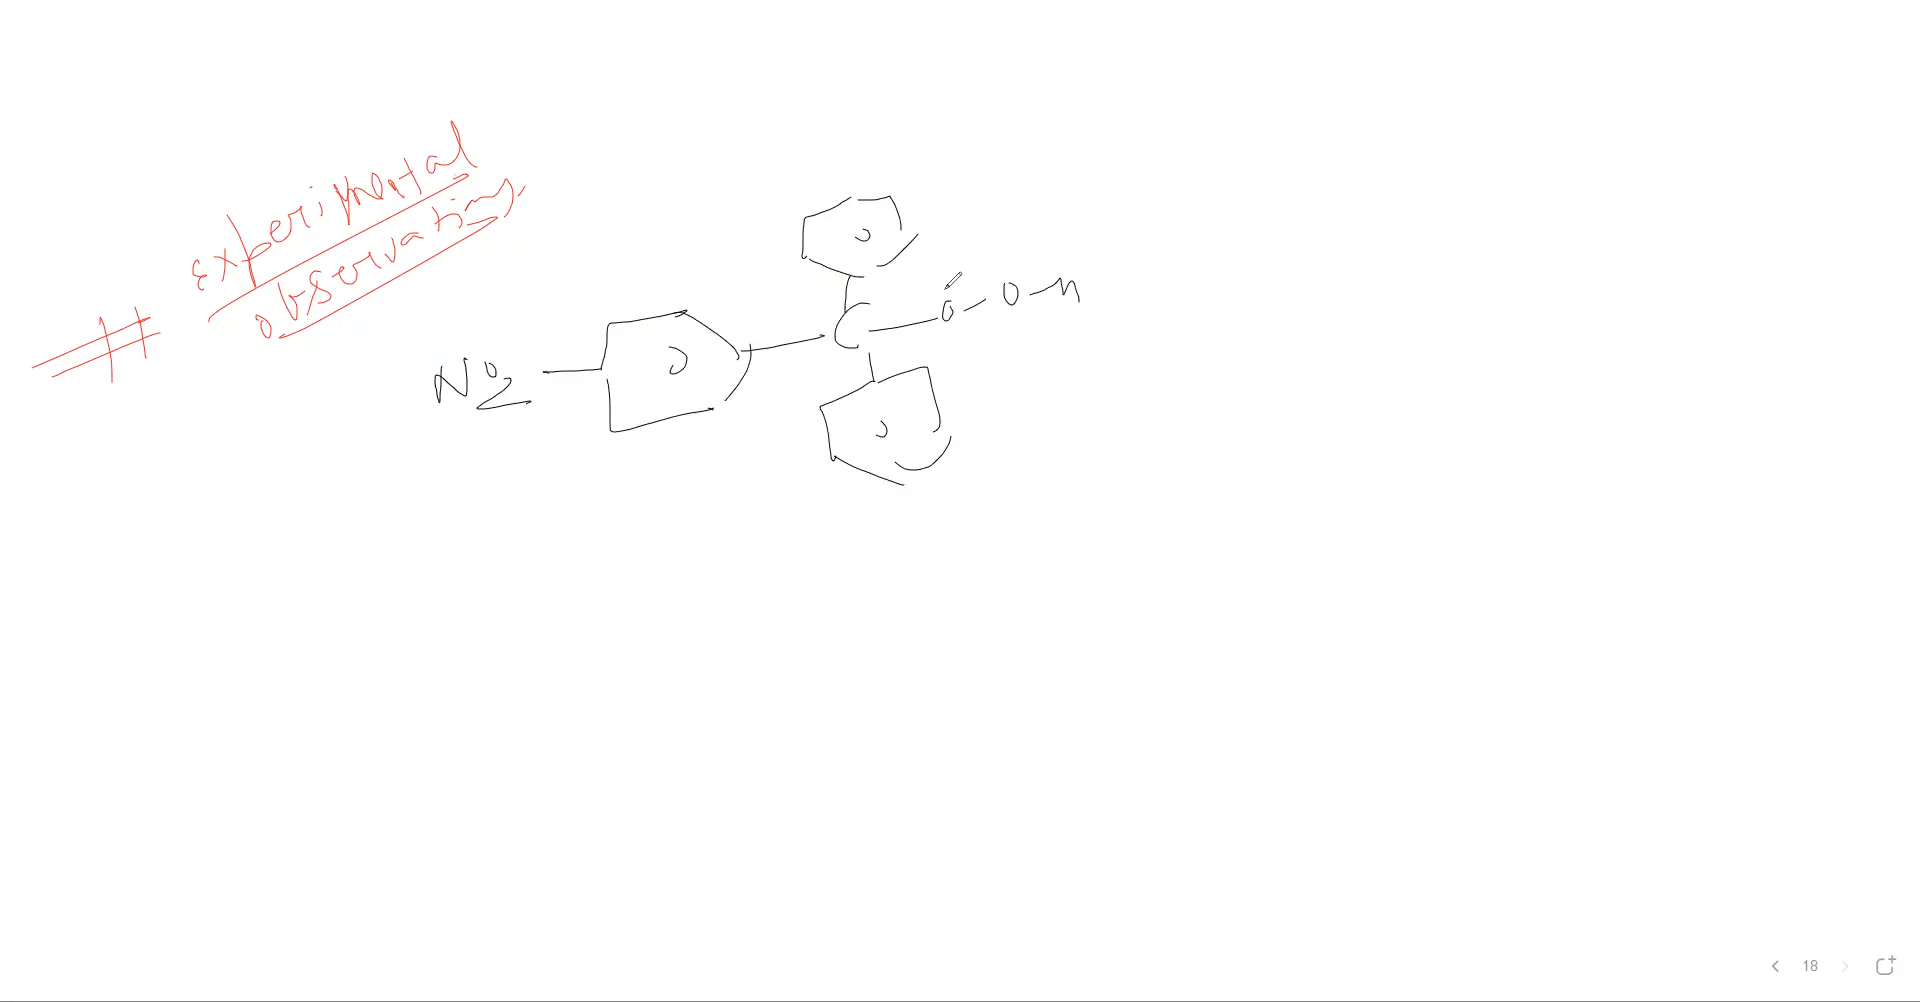 # experimental
observations
C - O - O - H
NO2
18